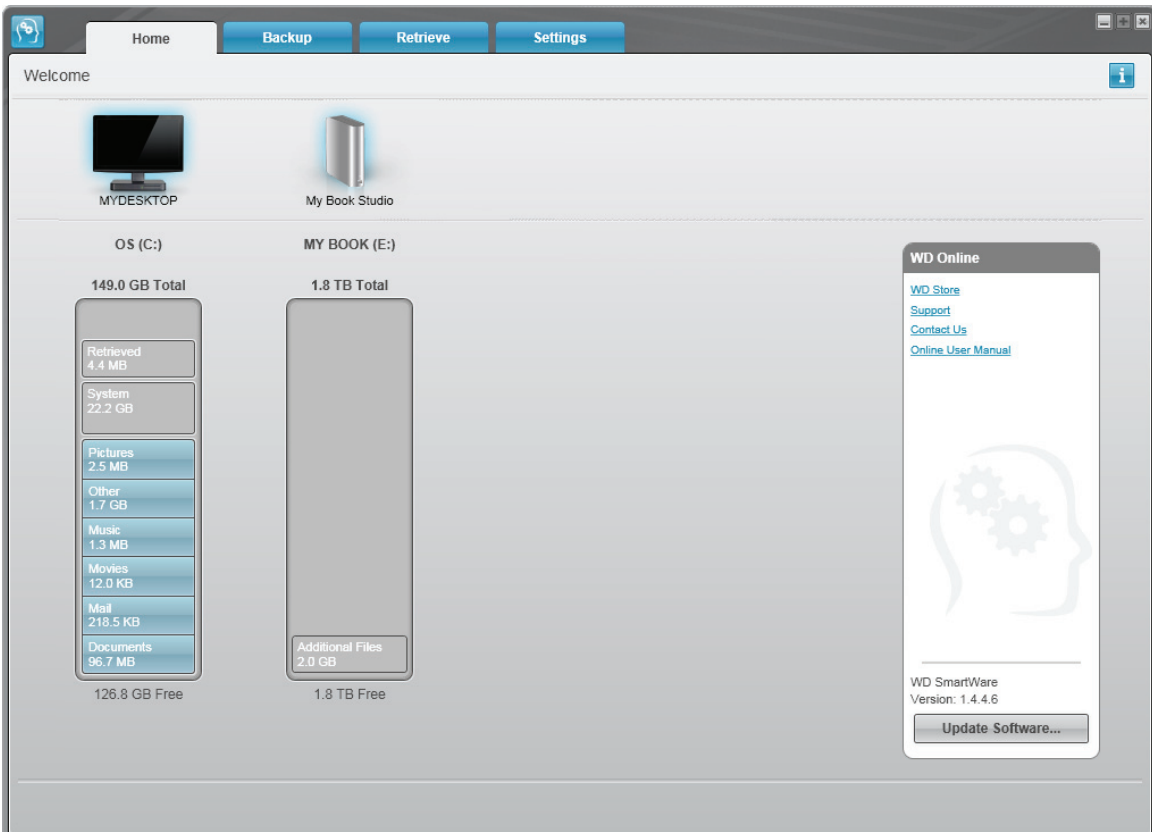 Home
Backup
Retrieve
Settings
Welcome
i
MYDESKTOP
My Book Studio
OS (C:)
149.0 GB Total
Retrieved
4.4 MB
System
22.2 GB
Pictures
2.5 MB
Other
1.7 GB
Music
1.3 MB
Movies
12.0 KB
Mail
218.5 KB
Documents
96.7 MB
126.8 GB Free
MY BOOK (E:)
1.8 TB Total
Additional Files
2.0 GB
1.8 TB Free
WD Online
WD Store
Support
Contact Us
Online User Manual
WD SmartWare
Version: 1.4.4.6
Update Software...